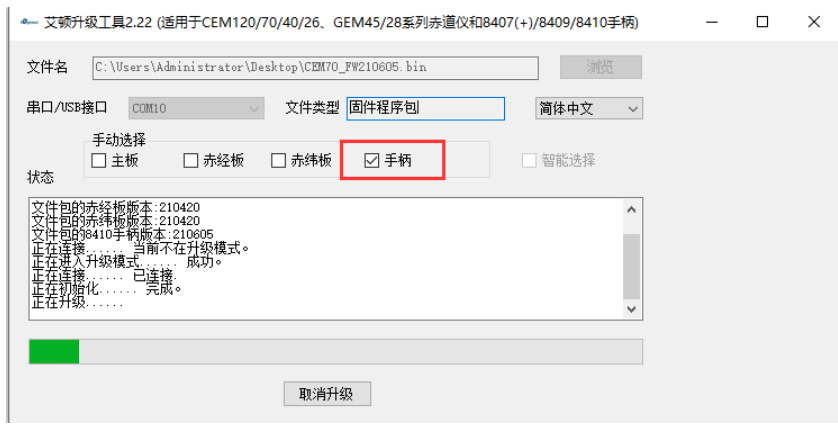 艾顿升级工具2.22 (适用于CEM120/70/40/26、GEM45/28系列赤道仪和8407(+)/8409/8410手柄)
文件名 C:\Users\Administrator\Desktop\CEM70_FW210605.bin 浏览
串口/USB接口 COM10 文件类型 固件程序包 简体中文
手动选择
主板 赤经板 赤纬板 手柄 智能选择
状态
文件包的赤经板版本:210420
文件包的赤纬板版本:210420
文件包的8410手柄版本:210605
正在连接...... 当前不在升级模式。
正在进入升级模式...... 成功。
正在连接...... 已连接.
正在初始化...... 完成。
正在升级......
取消升级